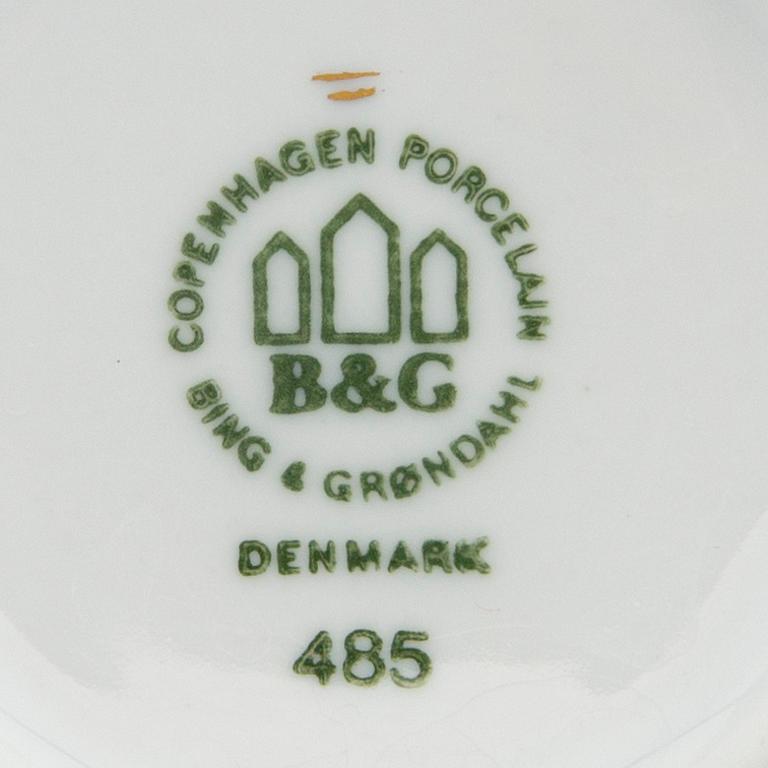 COPENHAGEN PORCELAIN
B&G
BING & GRØNDAHL
DENMARK
485